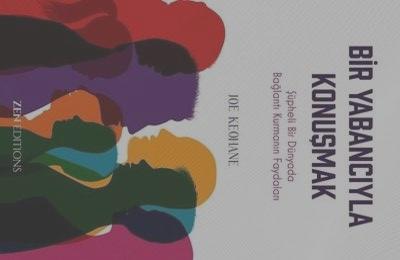 BİR YABANCIYLA
KONUŞMAK
Şüpheli Bir Dünyada
Bağlantı Kurmanın Faydaları
JOE KEOHANE
ZEN EDITIONS